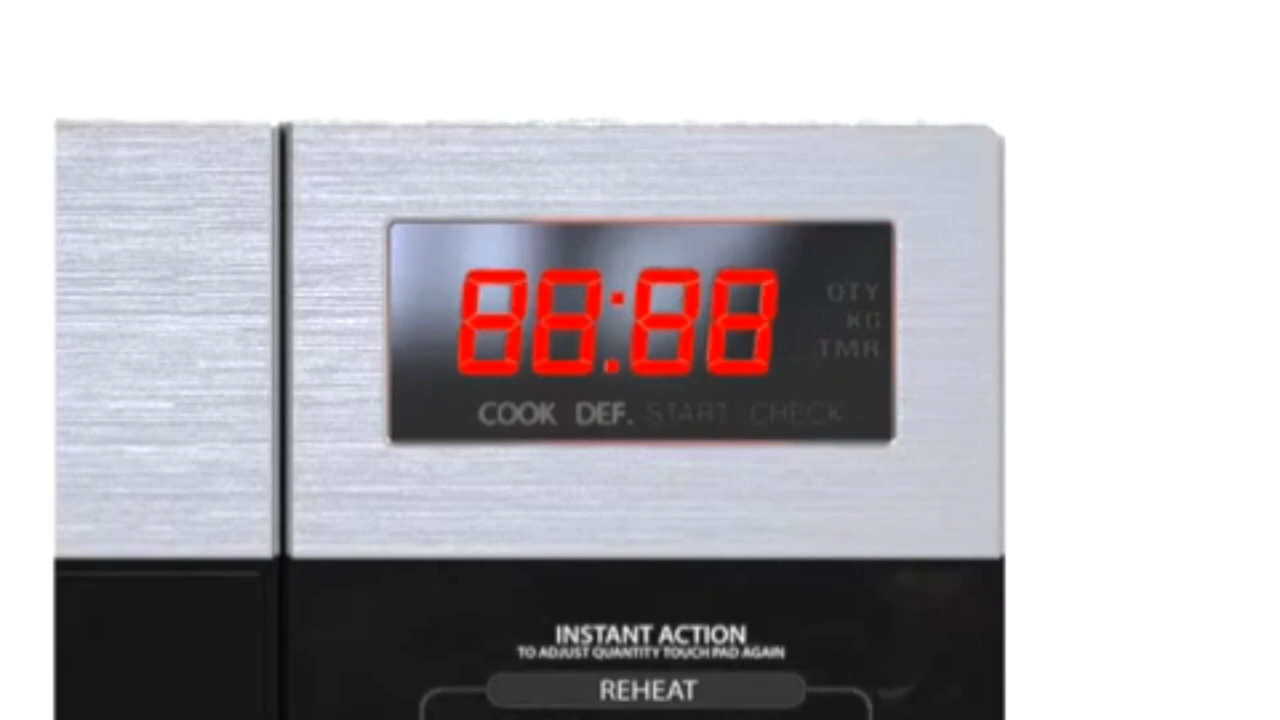 88:88
QTY
KG
TMR
COOK DEF. START CHECK
INSTANT ACTION
TO ADJUST QUANTITY TOUCH PAD AGAIN
REHEAT